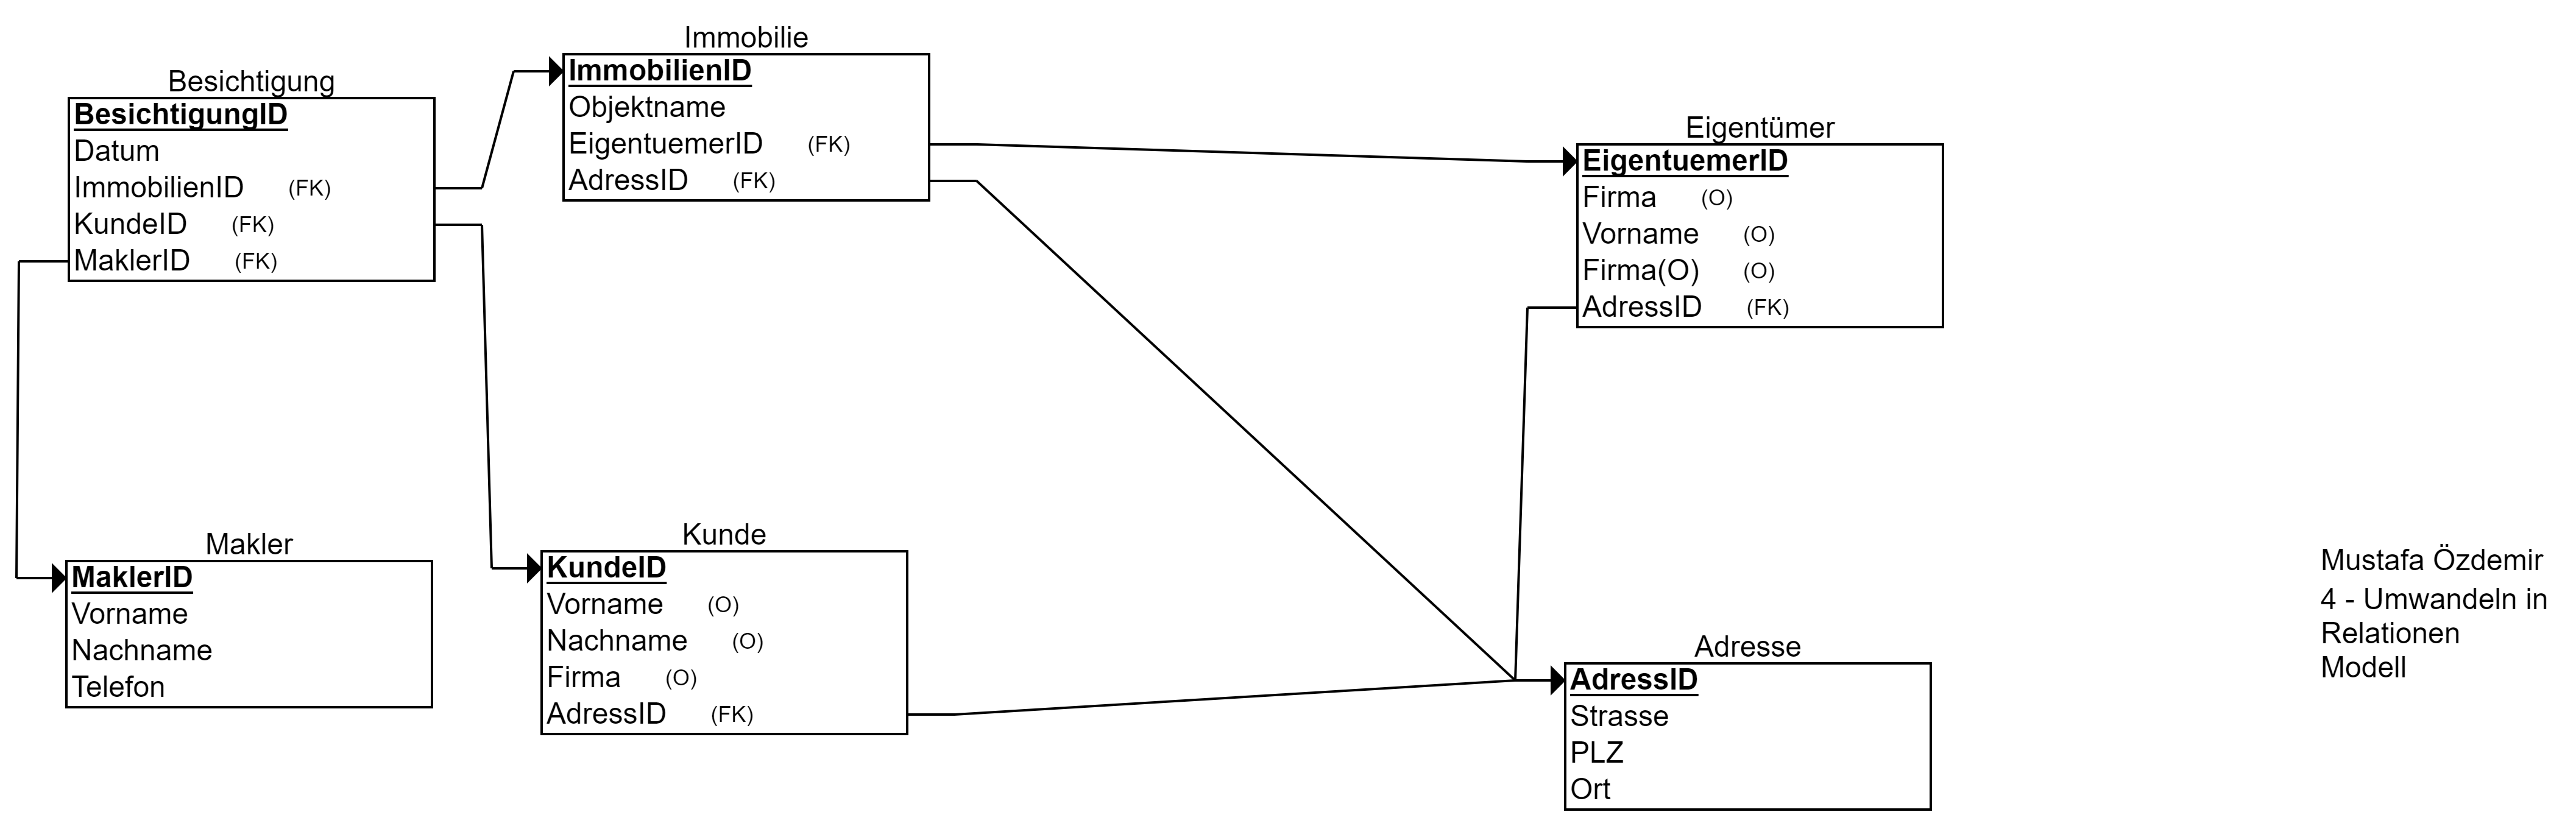 Besichtigung
BesichtigungID
Datum
ImmobilienID (FK)
KundeID (FK)
MaklerID (FK)
Immobilie
ImmobilienID
Objektname
EigentuemerID (FK)
AdressID (FK)
Eigentümer
EigentuemerID
Firma (O)
Vorname (O)
Firma(O) (O)
AdressID (FK)
Makler
MaklerID
Vorname
Nachname
Telefon
Kunde
KundeID
Vorname (O)
Nachname (O)
Firma (O)
AdressID (FK)
Adresse
AdressID
Strasse
PLZ
Ort
Mustafa Özdemir
4 - Umwandeln in
Relationen
Modell